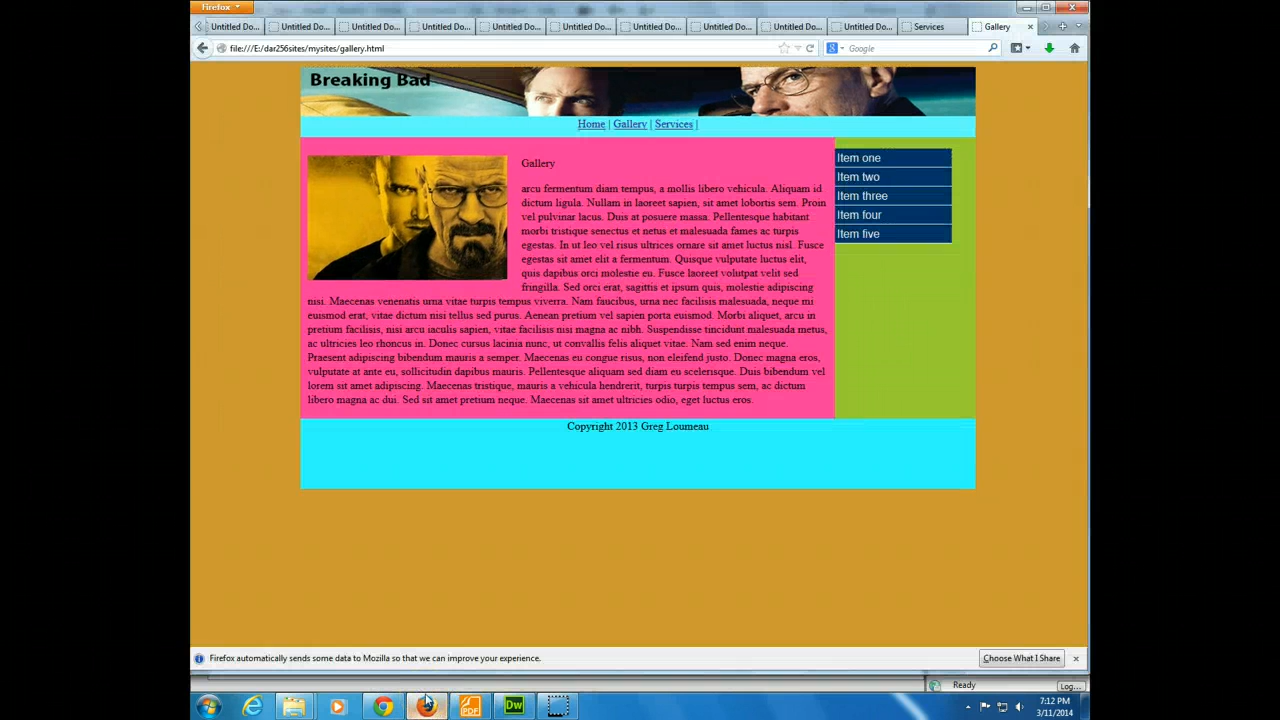 Firefox
Untitled Do... Untitled Do... Untitled Do... Untitled Do... Untitled Do... Untitled Do... Untitled Do... Untitled Do... Untitled Do... Untitled Do... Services Gallery
file:///E:/dar256sites/mysites/gallery.html
Google
Breaking Bad
Home | Gallery | Services |
Gallery
arcu fermentum diam tempus, a mollis libero vehicula. Aliquam id
dictum ligula. Nullam in laoreet sapien, sit amet lobortis sem. Proin
vel pulvinar lacus. Duis at posuere massa. Pellentesque habitant
morbi tristique senectus et netus et malesuada fames ac turpis
egestas. In ut leo vel risus ultrices ornare sit amet luctus nisl. Fusce
egestas sit amet elit a fermentum. Quisque vulputate luctus elit,
quis dapibus orci molestie eu. Fusce laoreet volutpat velit sed
fringilla. Sed orci erat, sagittis et ipsum quis, molestie adipiscing
nisi. Maecenas venenatis urna vitae turpis tempus viverra. Nam faucibus, urna nec facilisis malesuada, neque mi
euismod erat, vitae dictum nisi tellus sed purus. Aenean pretium vel sapien porta euismod. Morbi aliquet, arcu in
pretium facilisis, nisi arcu iaculis sapien, vitae facilisis nisi magna ac nibh. Suspendisse tincidunt malesuada metus,
ac ultricies leo rhoncus in. Donec cursus lacinia nunc, ut convallis felis aliquet vitae. Nam sed enim neque.
Praesent adipiscing bibendum mauris a semper. Maecenas eu congue risus, non eleifend justo. Donec magna eros,
vulputate at ante eu, sollicitudin dapibus mauris. Pellentesque aliquam sed diam eu scelerisque. Duis bibendum vel
lorem sit amet adipiscing. Maecenas tristique, mauris a vehicula hendrerit, turpis turpis tempus sem, ac dictum
libero magna ac dui. Sed sit amet pretium neque. Maecenas sit amet ultricies odio, eget luctus eros.
Item one
Item two
Item three
Item four
Item five
Copyright 2013 Greg Loumeau
Firefox automatically sends some data to Mozilla so that we can improve your experience.
Choose What I Share
Ready
Log...
PDF
Dw
7:12 PM
3/11/2014